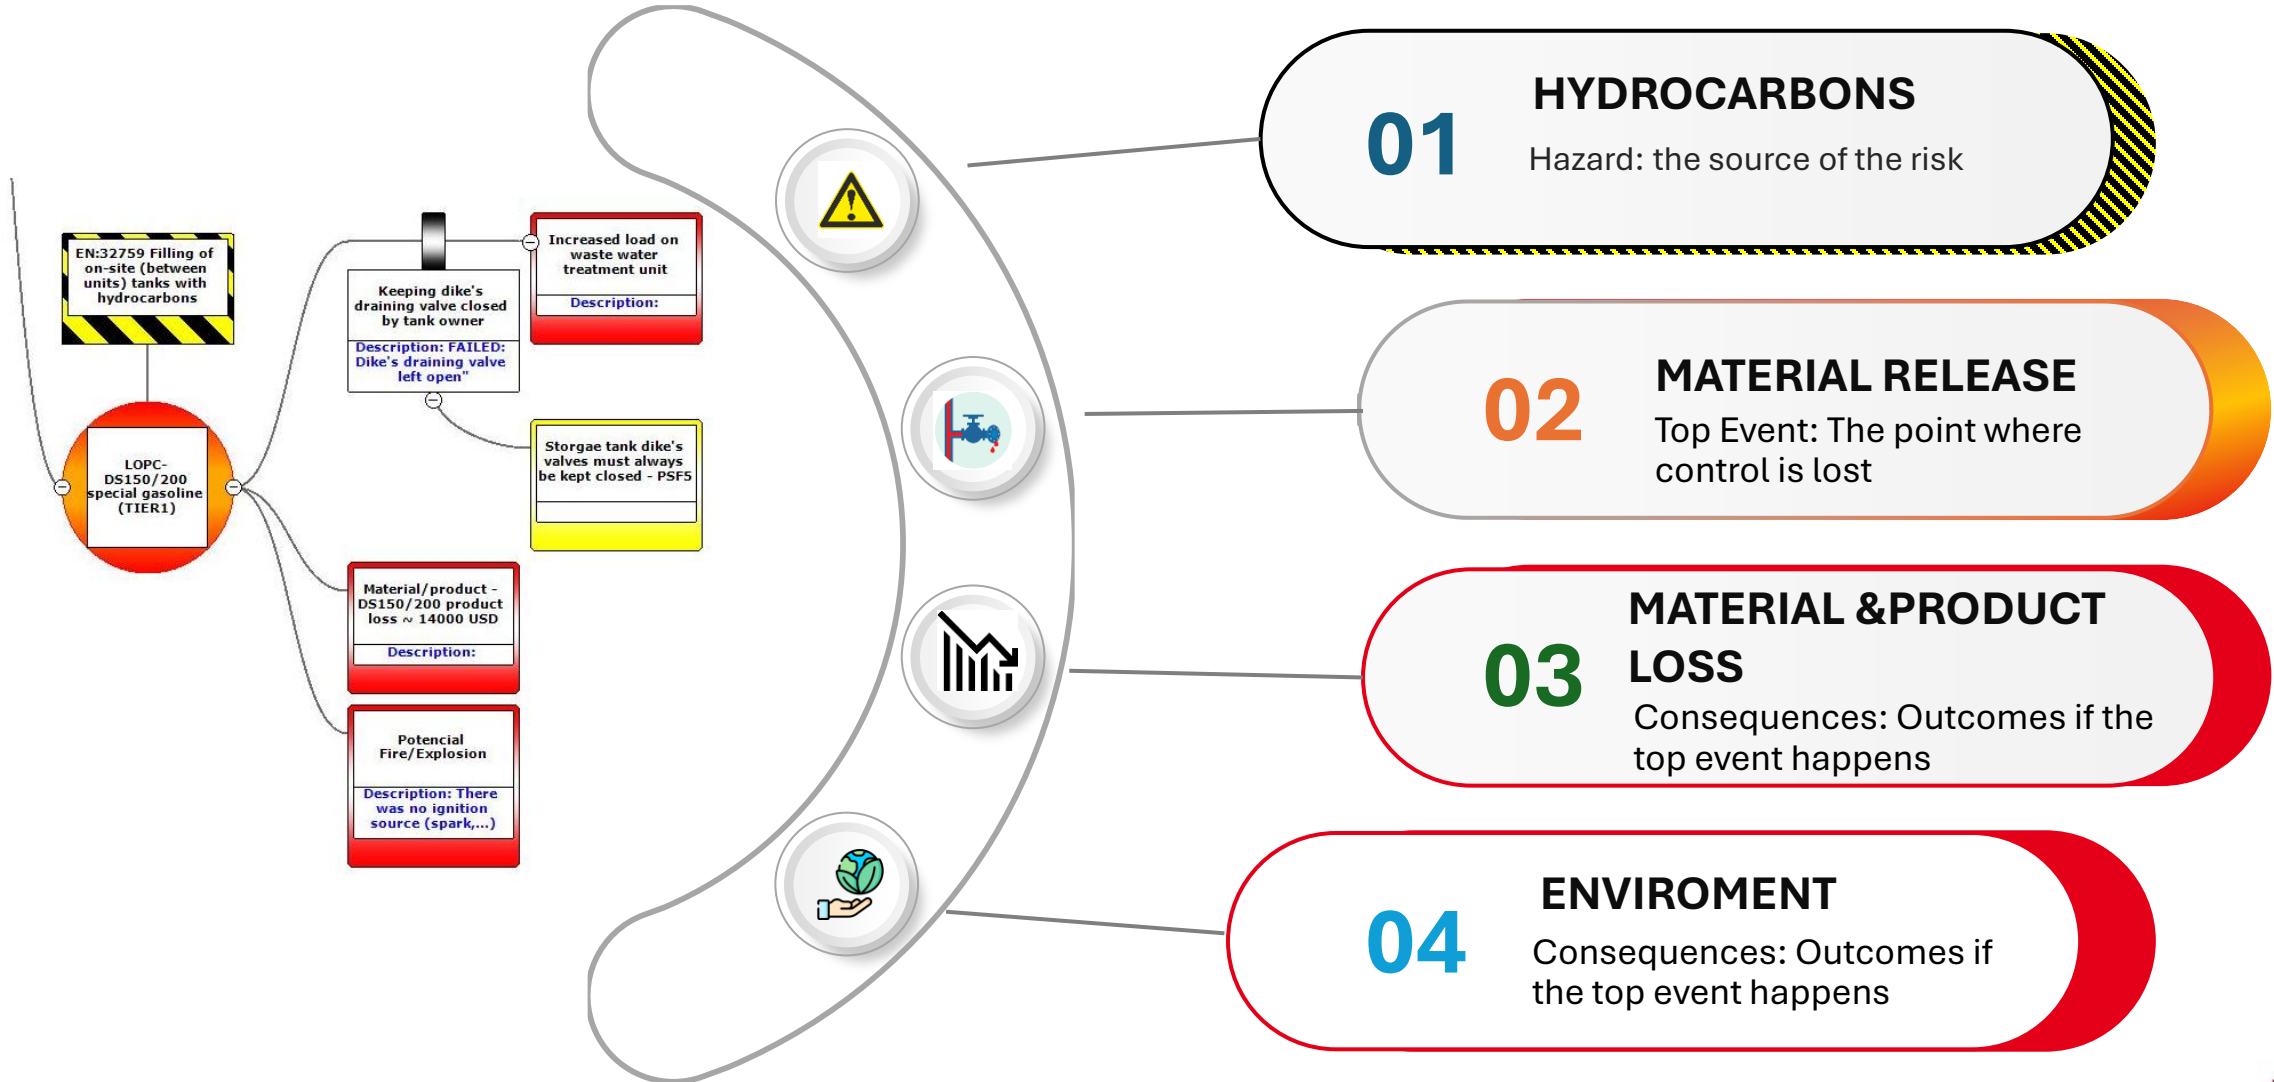 EN:32759 Filling of
on-site (between
units) tanks with
hydrocarbons
LOPC-
DS150/200
special gasoline
(TIER1)
Keeping dike's
draining valve closed
by tank owner
Description: FAILED:
Dike's draining valve
left open"
Increased load on
waste water
treatment unit
Description:
Storgae tank dike's
valves must always
be kept closed - PSF5
Material/product -
DS150/200 product
loss ~ 14000 USD
Description:
Potencial
Fire/Explosion
Description: There
was no ignition
source (spark,...)
01
HYDROCARBONS
Hazard: the source of the risk
02
MATERIAL RELEASE
Top Event: The point where
control is lost
03
MATERIAL &PRODUCT
LOSS
Consequences: Outcomes if the
top event happens
04
ENVIROMENT
Consequences: Outcomes if
the top event happens